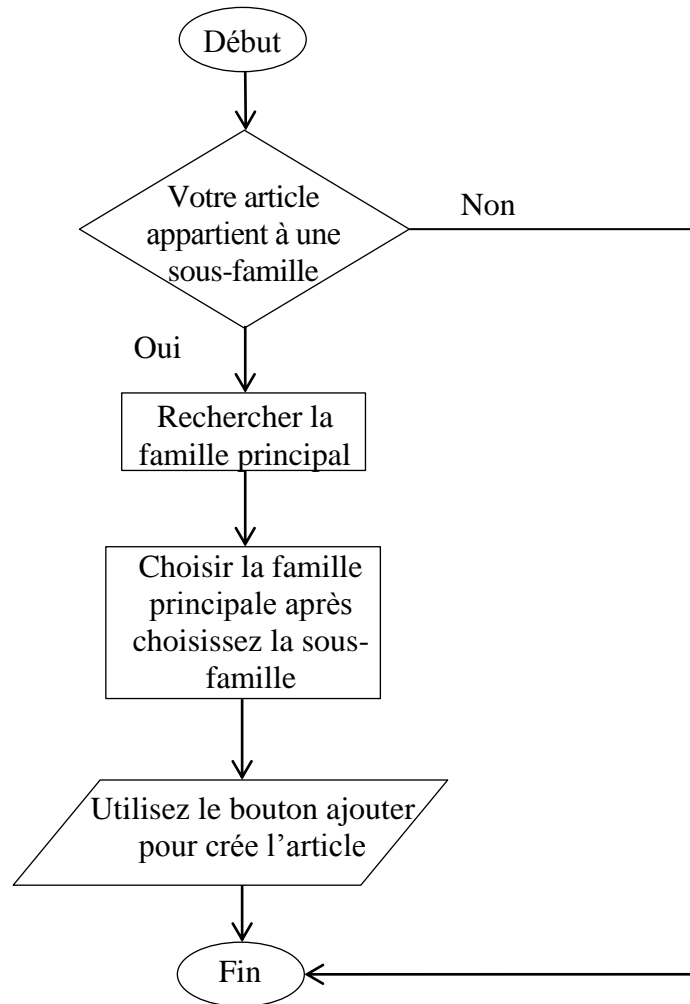 Début
Votre article
appartient à une
sous-famille
Non
Oui
Rechercher la
famille principal
Choisir la famille
principale après
choisissez la sous-
famille
Utilisez le bouton ajouter
pour crée l’article
Fin